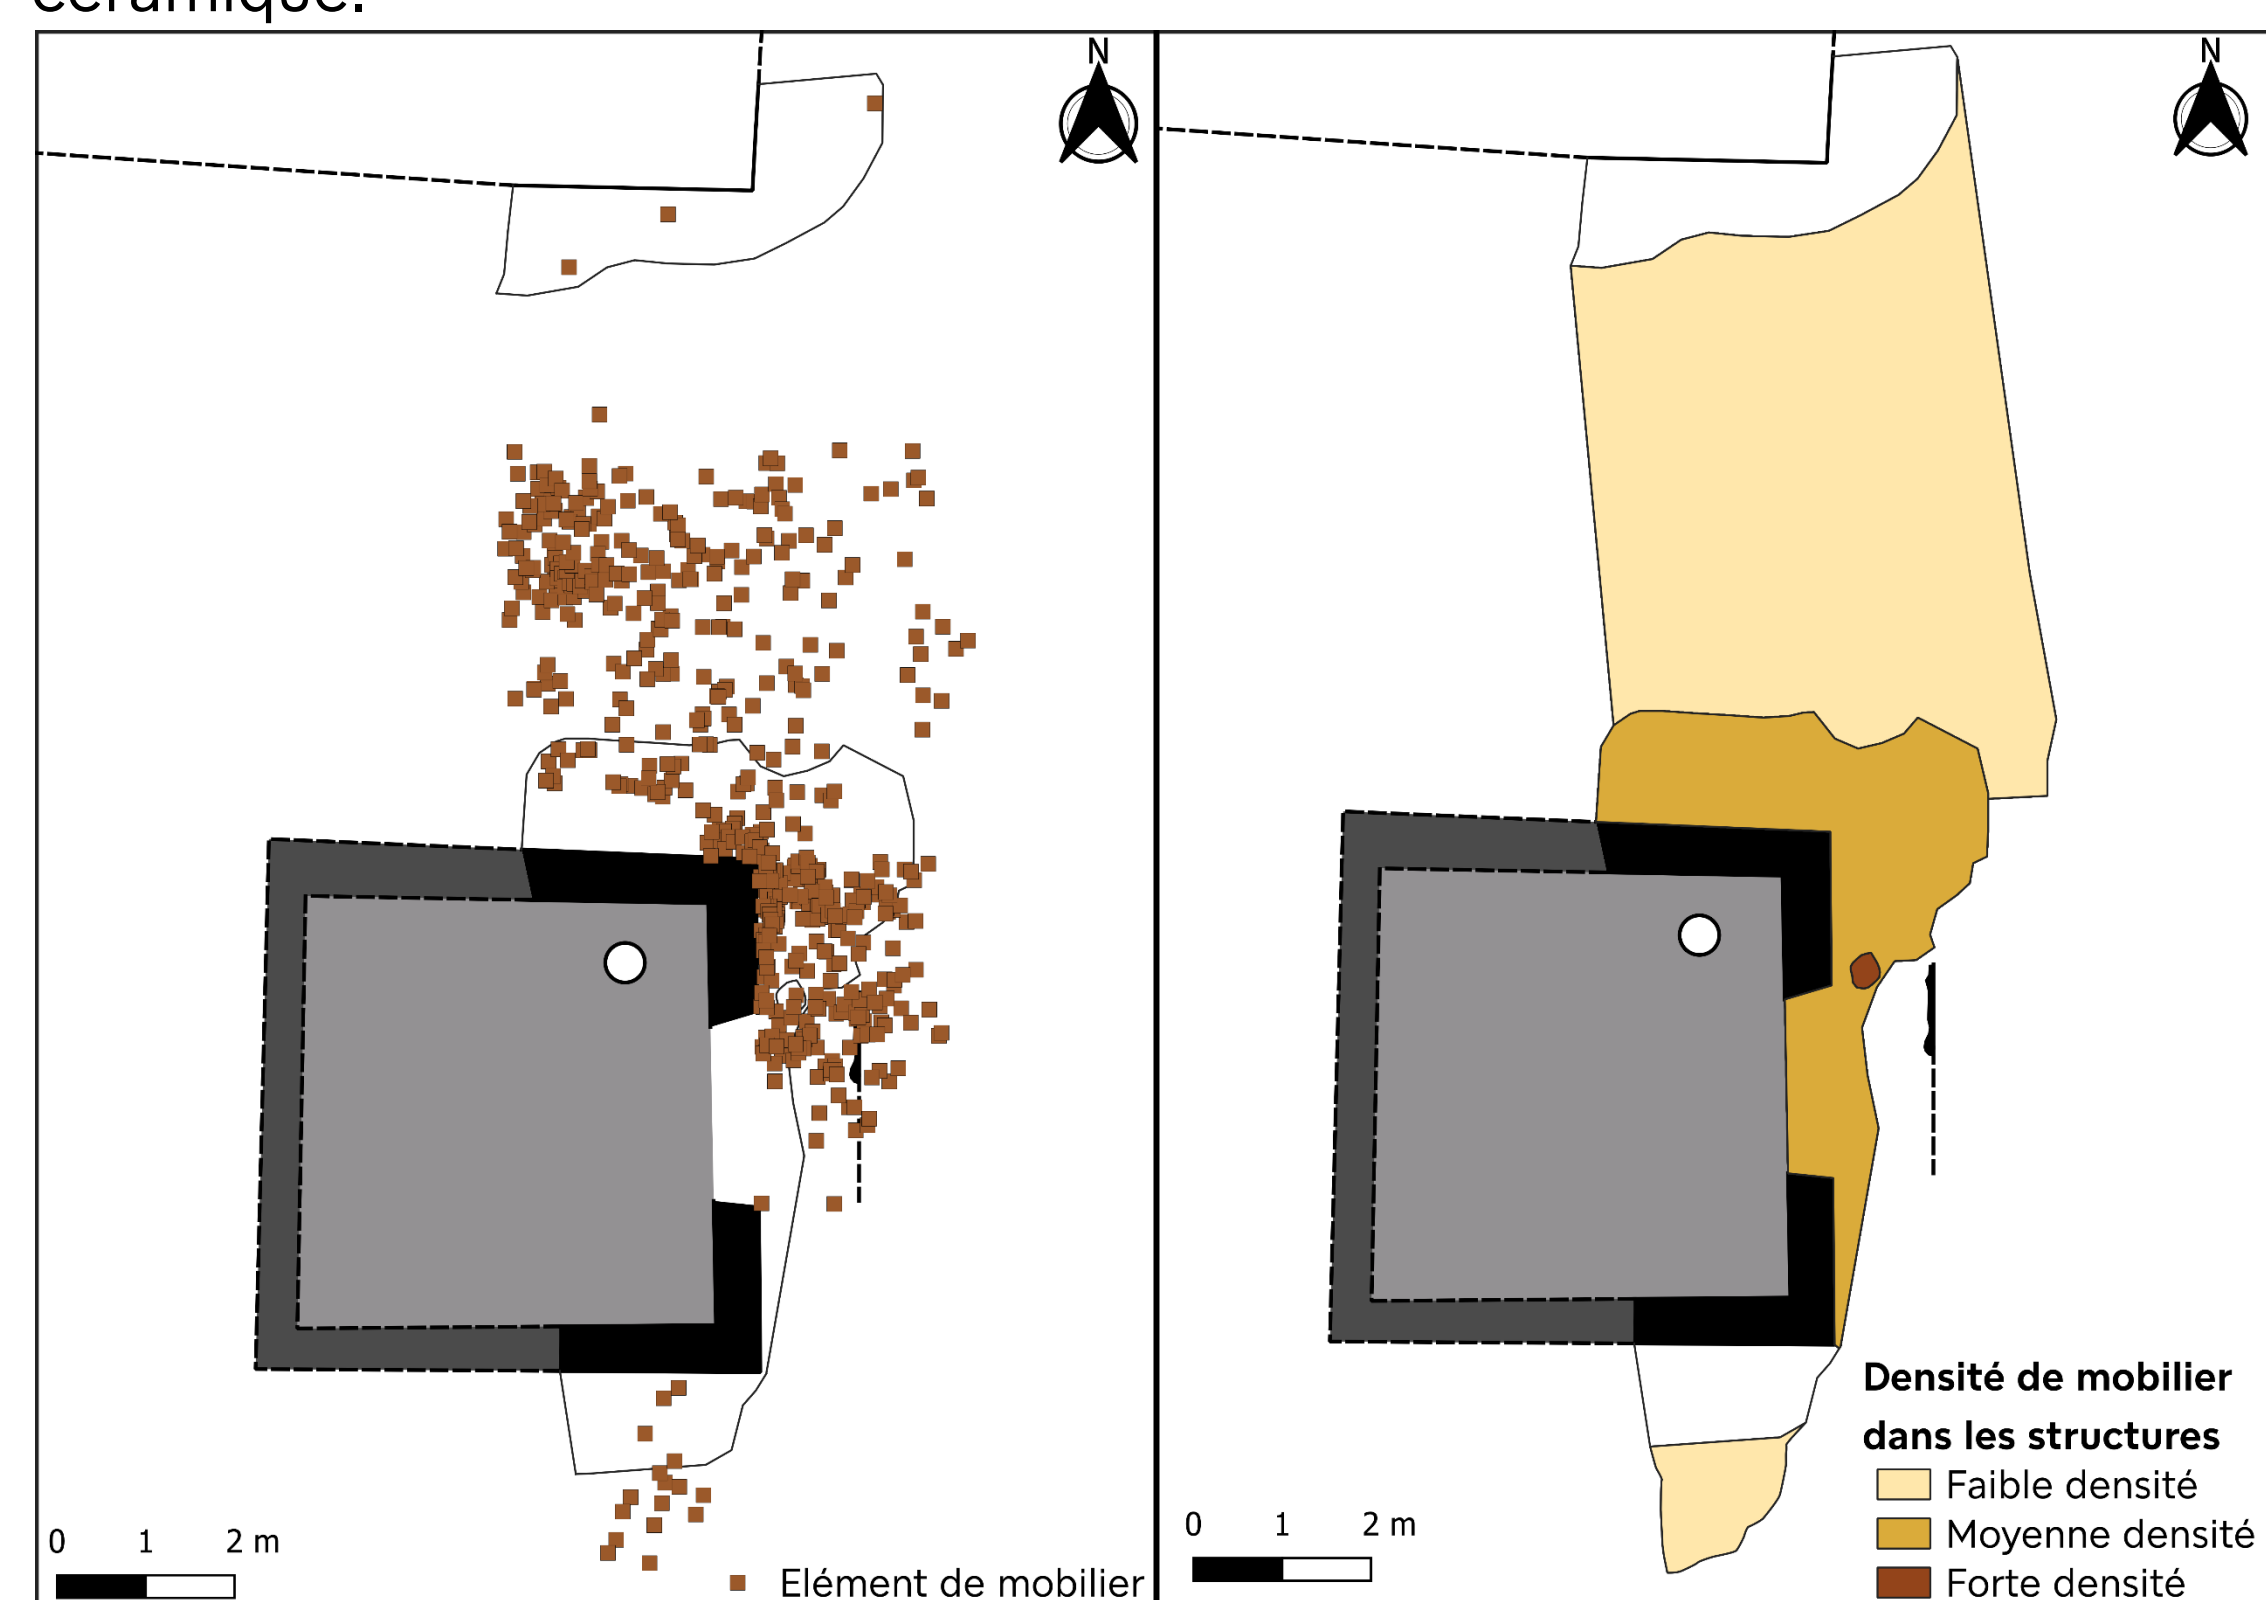 céramique.
N
N
0 1 2 m
Elément de mobilier
0 1 2 m
Densité de mobilier
dans les structures
Faible densité
Moyenne densité
Forte densité